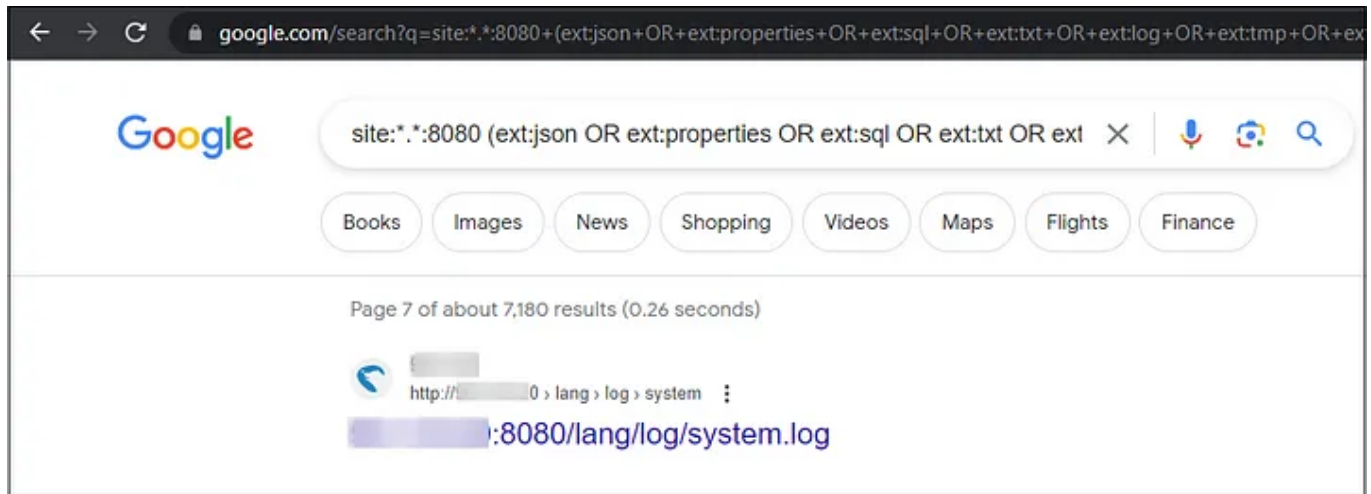 google.com/search?q=site:*.*:8080+(ext:json+OR+ext:properties+OR+ext:sql+OR+ext:txt+OR+ext:log+OR+ext:tmp+OR+ex
Google
site:*.*:8080 (ext:json OR ext:properties OR ext:sql OR ext:txt OR ext
Books Images News Shopping Videos Maps Flights Finance
Page 7 of about 7,180 results (0.26 seconds)
http:// 0 › lang › log › system
:8080/lang/log/system.log